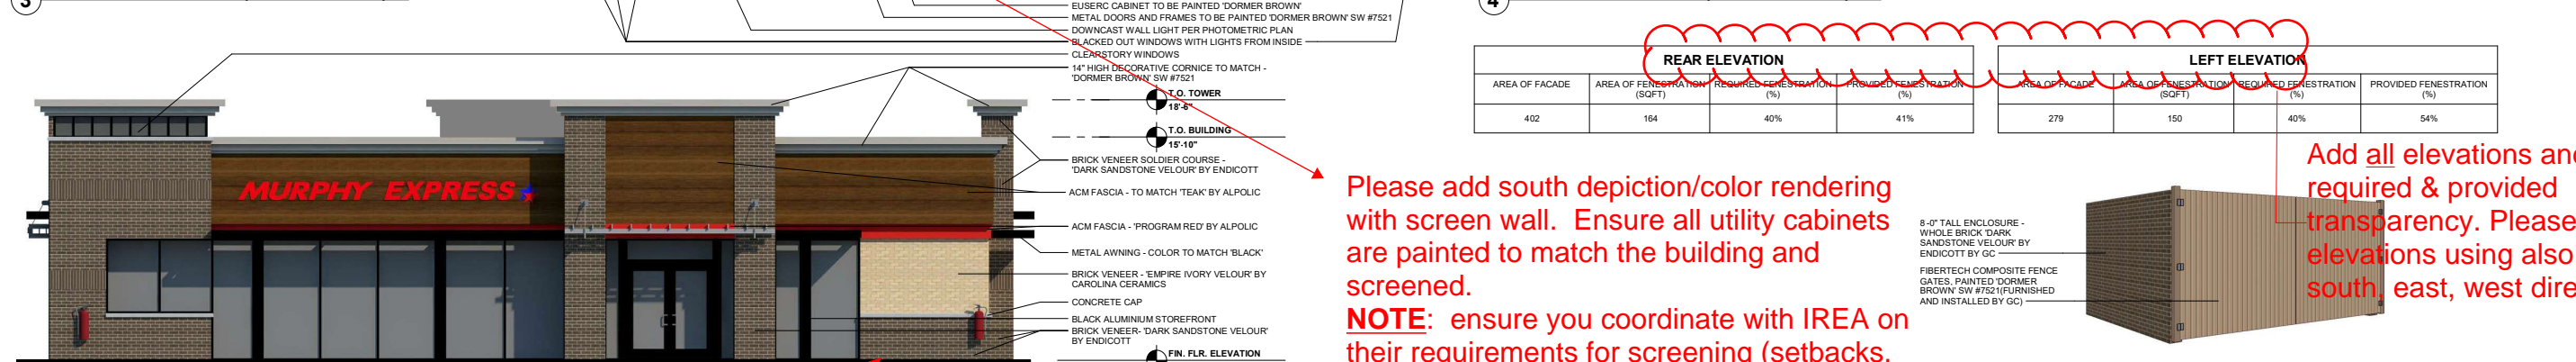 3
EUSERC CABINET TO BE PAINTED 'DORMER BROWN'
METAL DOORS AND FRAMES TO BE PAINTED 'DORMER BROWN' SW #7521
DOWNCAST WALL LIGHT PER PHOTOMETRIC PLAN
BLACKED OUT WINDOWS WITH LIGHTS FROM INSIDE
CLEARSTORY WINDOWS
14" HIGH DECORATIVE CORNICE TO MATCH -
'DORMER BROWN' SW #7521
T.O. TOWER
18'-6"
T.O. BUILDING
15'-10"
BRICK VENEER SOLDIER COURSE -
'DARK SANDSTONE VELOUR' BY ENDICOTT
ACM FASCIA - TO MATCH 'TEAK' BY ALPOLIC
ACM FASCIA - 'PROGRAM RED' BY ALPOLIC
METAL AWNING - COLOR TO MATCH 'BLACK'
BRICK VENEER - 'EMPIRE IVORY VELOUR' BY
CAROLINA CERAMICS
CONCRETE CAP
BLACK ALUMINIUM STOREFRONT
BRICK VENEER- 'DARK SANDSTONE VELOUR'
BY ENDICOTT
FIN. FLR. ELEVATION
MURPHY EXPRESS
4
REAR ELEVATION
AREA OF FACADE AREA OF FENESTRATION (SQFT) REQUIRED FENESTRATION (%) PROVIDED FENESTRATION (%)
402 164 40% 41%
LEFT ELEVATION
AREA OF FACADE AREA OF FENESTRATION (SQFT) REQUIRED FENESTRATION (%) PROVIDED FENESTRATION (%)
279 150 40% 54%
Please add south depiction/color rendering
with screen wall. Ensure all utility cabinets
are painted to match the building and
screened.
NOTE: ensure you coordinate with IREA on
their requirements for screening (setbacks,
8'-0" TALL ENCLOSURE -
WHOLE BRICK 'DARK
SANDSTONE VELOUR' BY
ENDICOTT BY GC
FIBERTECH COMPOSITE FENCE
GATES, PAINTED 'DORMER
BROWN' SW #7521(FURNISHED
AND INSTALLED BY GC)
Add all elevations and
required & provided
transparency. Please
elevations using also
south, east, west dire